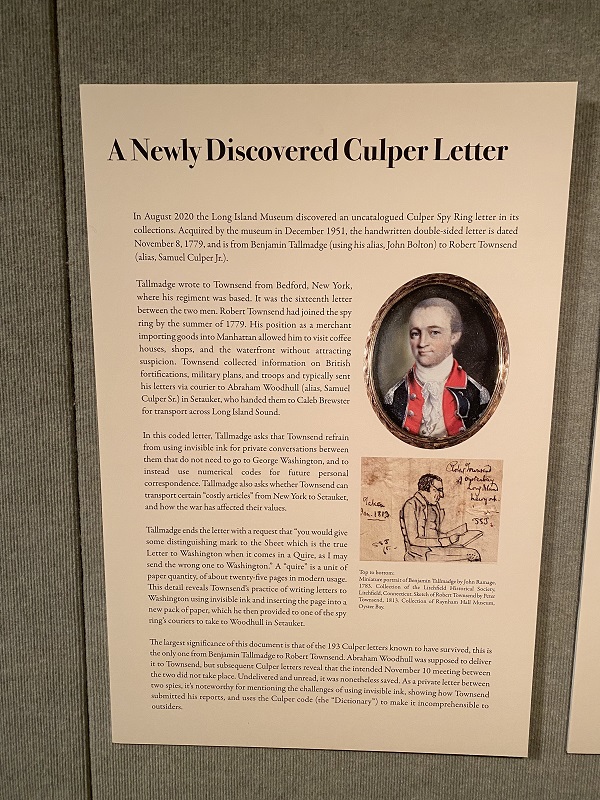 A Newly Discovered Culper Letter
In August 2020 the Long Island Museum discovered an uncatalogued Culper Spy Ring letter in its
collections. Acquired by the museum in December 1951, the handwritten double-sided letter is dated
November 8, 1779, and is from Benjamin Tallmadge (using his alias, John Bolton) to Robert Townsend
(alias, Samuel Culper Jr.).
Tallmadge wrote to Townsend from Bedford, New York,
where his regiment was based. It was the sixteenth letter
between the two men. Robert Townsend had joined the spy
ring by the summer of 1779. His position as a merchant
importing goods into Manhattan allowed him to visit coffee
houses, shops, and the waterfront without attracting
suspicion. Townsend collected information on British
fortifications, military plans, and troops and typically sent
his letters via courier to Abraham Woodhull (alias, Samuel
Culper Sr.) in Setauket, who handed them to Caleb Brewster
for transport across Long Island Sound.
In this coded letter, Tallmadge asks that Townsend refrain
from using invisible ink for private conversations between
them that do not need to go to George Washington, and to
instead use numerical codes for future personal
correspondence. Tallmadge also asks whether Townsend can
transport certain "costly articles" from New York to Setauket,
and how the war has affected their values.
Tallmadge ends the letter with a request that "you would give
some distinguishing mark to the Sheet which is the true
Letter to Washington when it comes in a Quire, as I may
send the wrong one to Washington." A "quire" is a unit of
paper quantity, of about twenty-five pages in modern usage.
This detail reveals Townsend's practice of writing letters to
Washington using invisible ink and inserting the page into a
new pack of paper, which he then provided to one of the spy
ring's couriers to take to Woodhull in Setauket.
Townsend
Long Island
Taken
1813
Top to bottom:
Miniature portrait of Benjamin Tallmadge by John Ramage,
1783. Collection of the Litchfield Historical Society,
Litchfield, Connecticut. Sketch of Robert Townsend by Peter
Townsend, 1813. Collection of Raynham Hall Museum,
Oyster Bay.
The largest significance of this document is that of the 193 Culper letters known to have survived, this is
the only one from Benjamin Tallmadge to Robert Townsend. Abraham Woodhull was supposed to deliver
it to Townsend, but subsequent Culper letters reveal that the intended November 10 meeting between
the two did not take place. Undelivered and unread, it was nonetheless saved. As a private letter between
two spies, it's noteworthy for mentioning the challenges of using invisible ink, showing how Townsend
submitted his reports, and uses the Culper code (the "Dictionary") to make it incomprehensible to
outsiders.